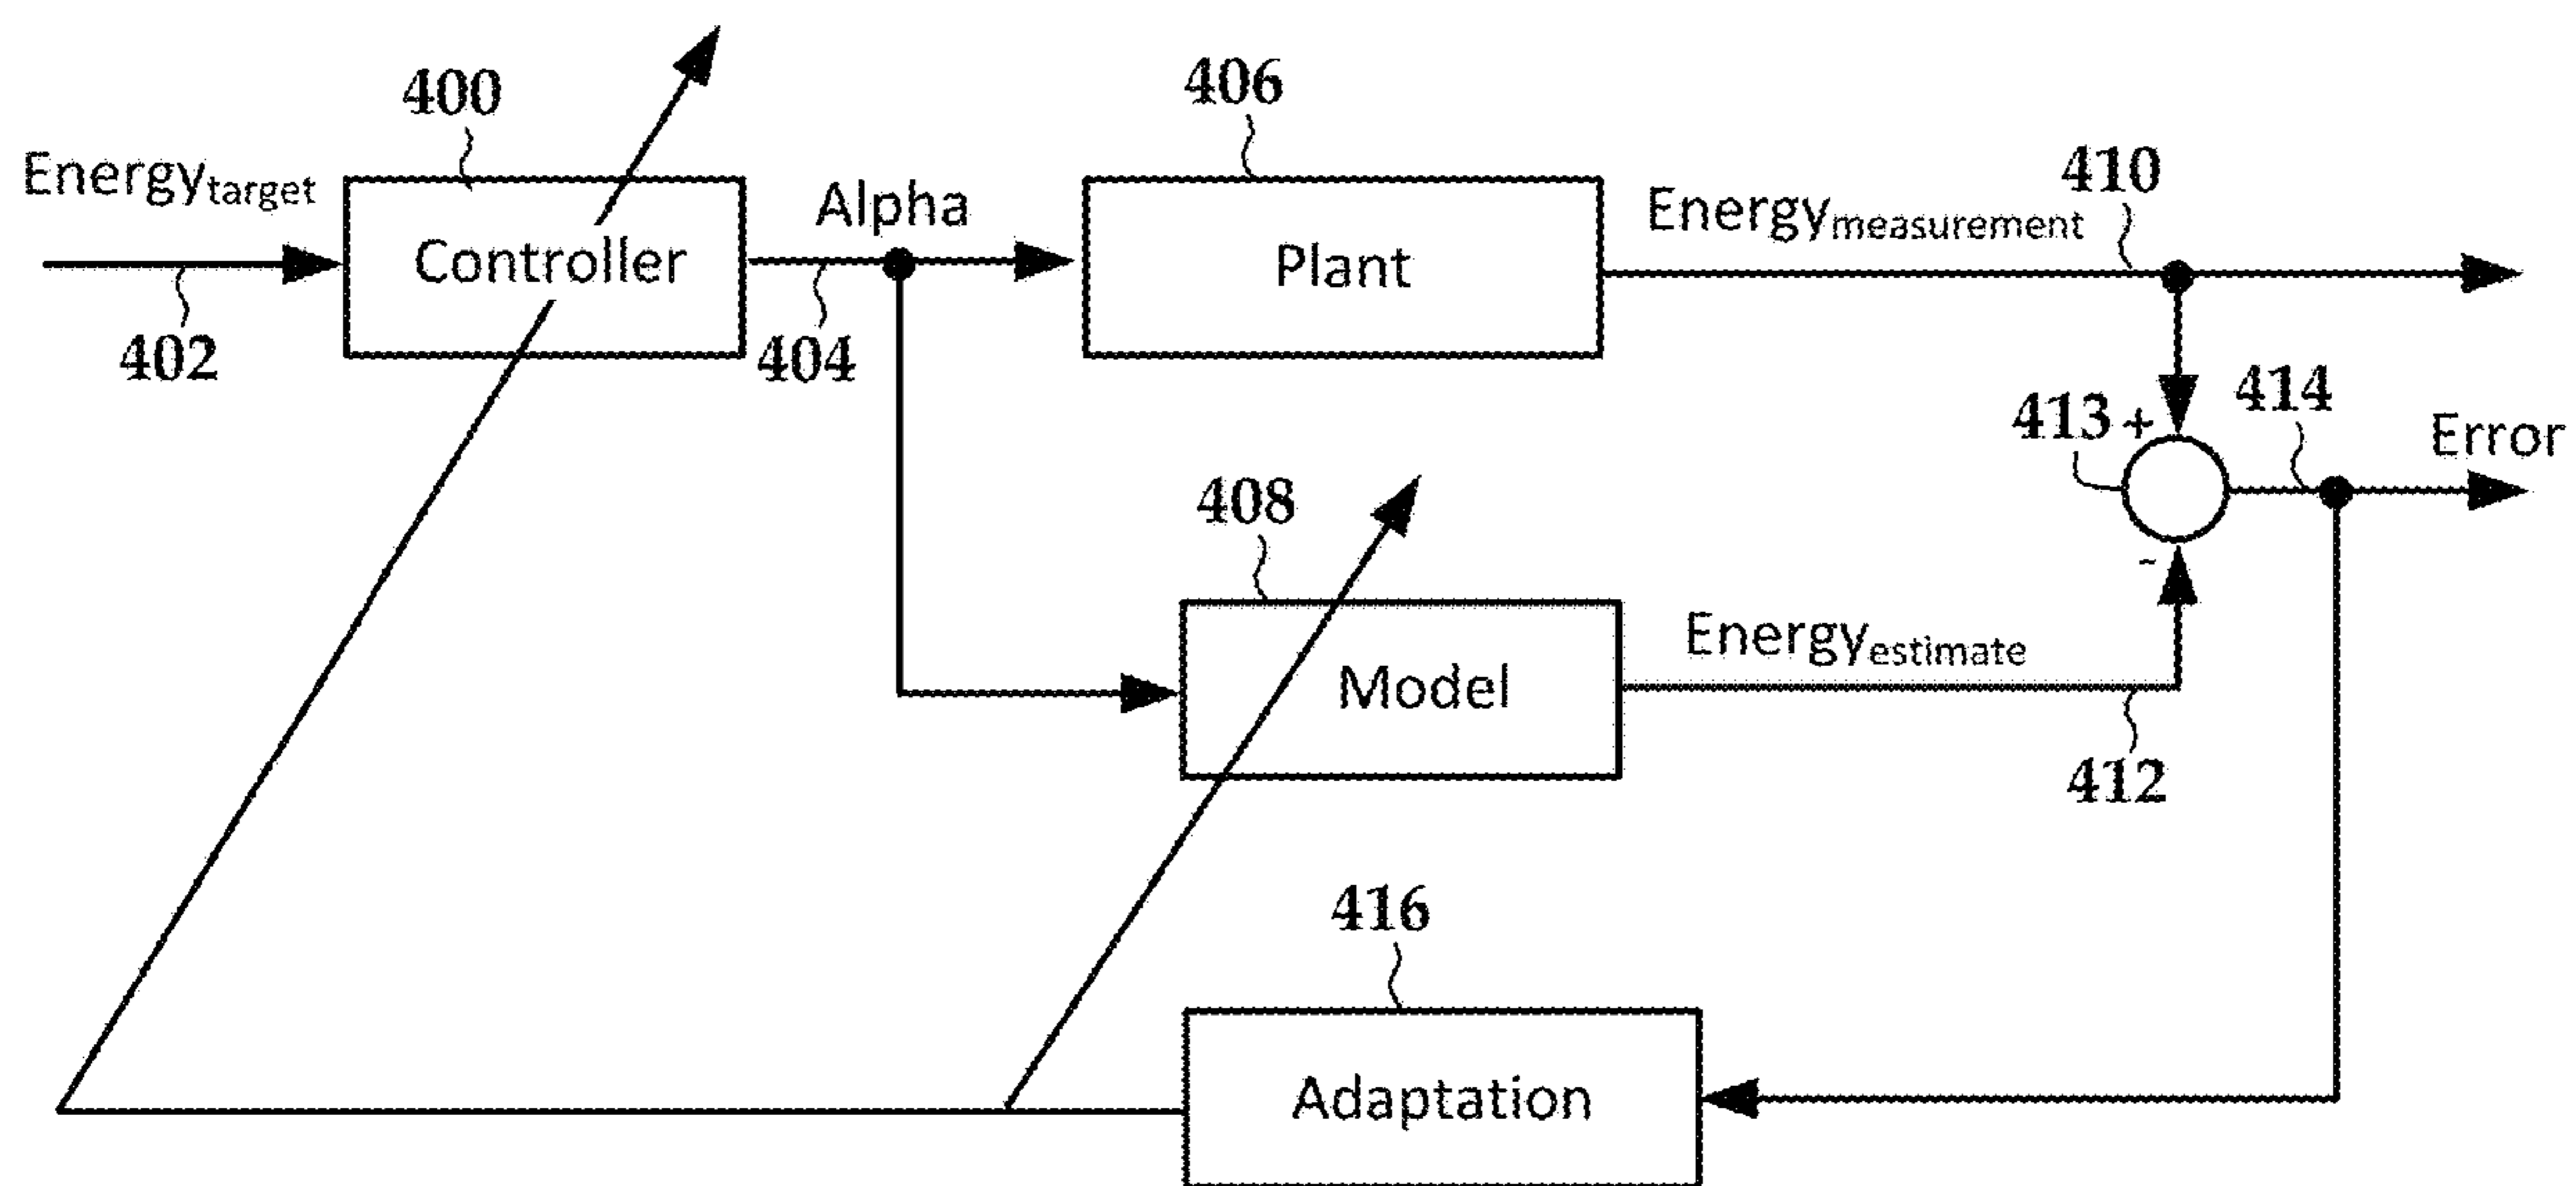 400
406
Energytarget
Controller
Alpha
Plant
Energymeasurement
410
402
404
413 +
414
Error
-
408
Model
Energyestimate
412
416
Adaptation